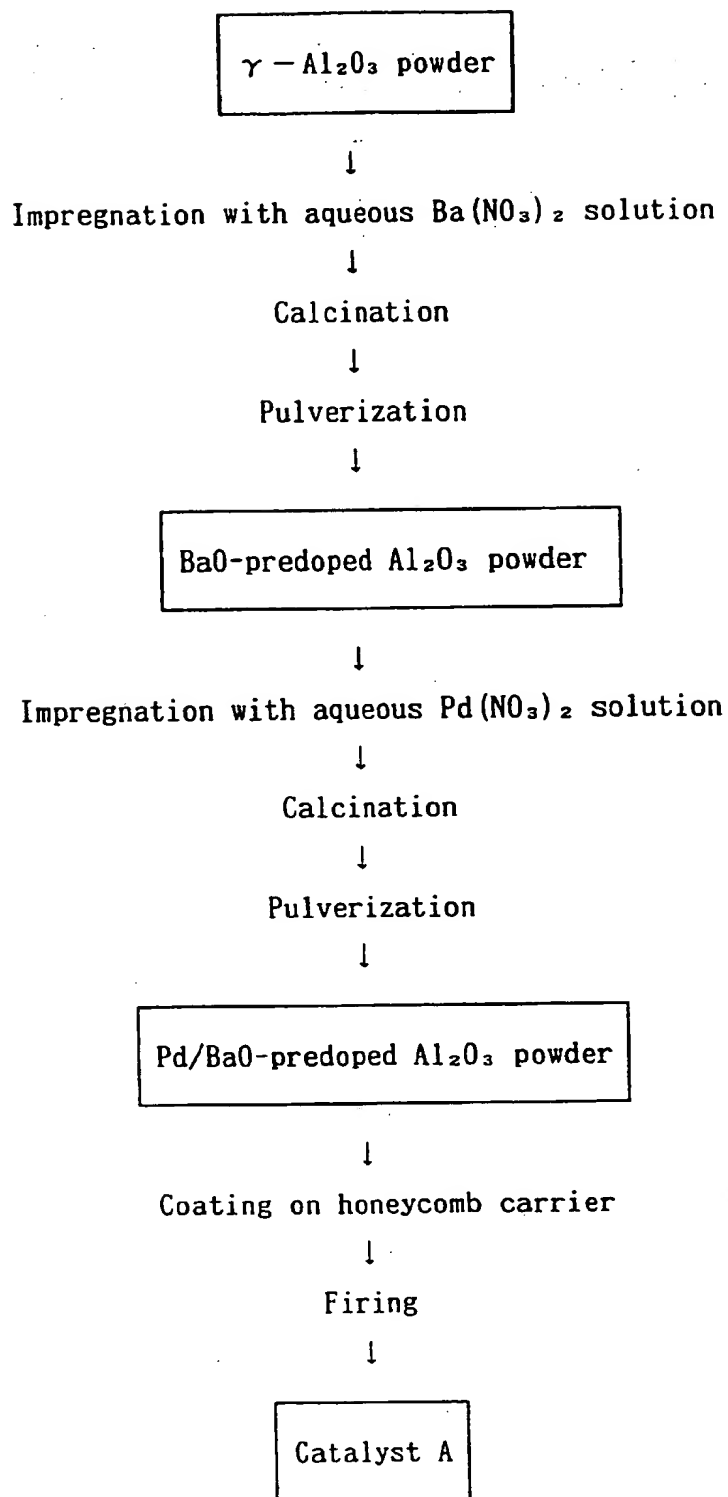 γ－Al₂O₃ powder
↓
Impregnation with aqueous Ba(NO₃)₂ solution
↓
Calcination
↓
Pulverization
↓
BaO-predoped Al₂O₃ powder
↓
Impregnation with aqueous Pd(NO₃)₂ solution
↓
Calcination
↓
Pulverization
↓
Pd/BaO-predoped Al₂O₃ powder
↓
Coating on honeycomb carrier
↓
Firing
↓
Catalyst A